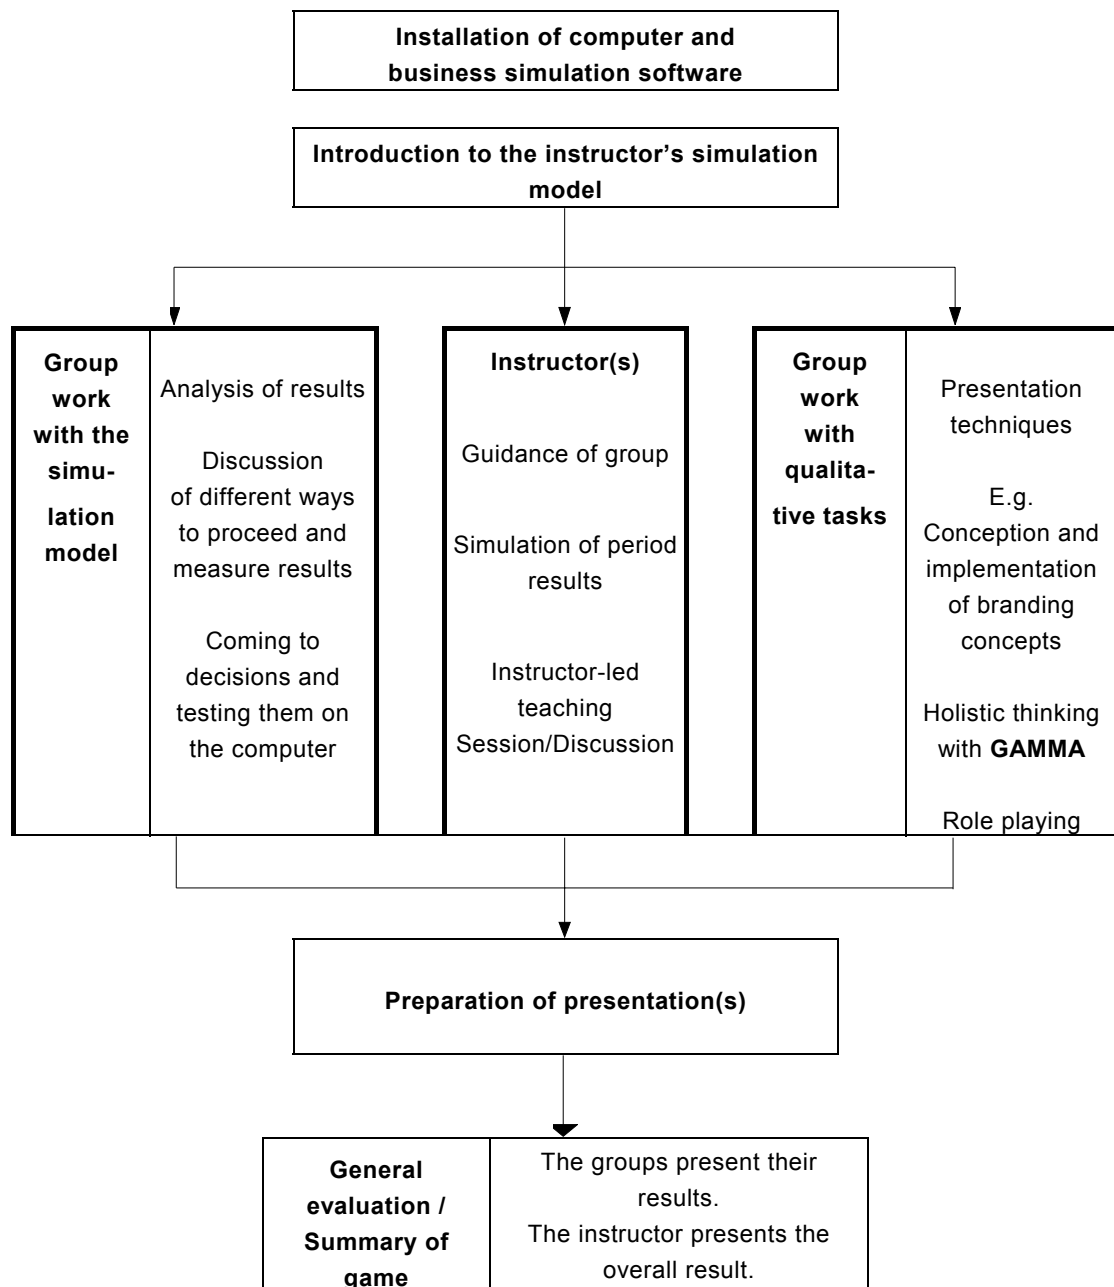 Installation of computer and
business simulation software
Introduction to the instructor’s simulation
model
Group
work
with the
simu-
lation
model
Analysis of results
Discussion
of different ways
to proceed and
measure results
Coming to
decisions and
testing them on
the computer
Instructor(s)
Guidance of group
Simulation of period
results
Instructor-led
teaching
Session/Discussion
Group
work
with
qualita-
tive tasks
Presentation
techniques
E.g.
Conception and
implementation
of branding
concepts
Holistic thinking
with GAMMA
Role playing
Preparation of presentation(s)
General
evaluation /
Summary of
game
The groups present their
results.
The instructor presents the
overall result.